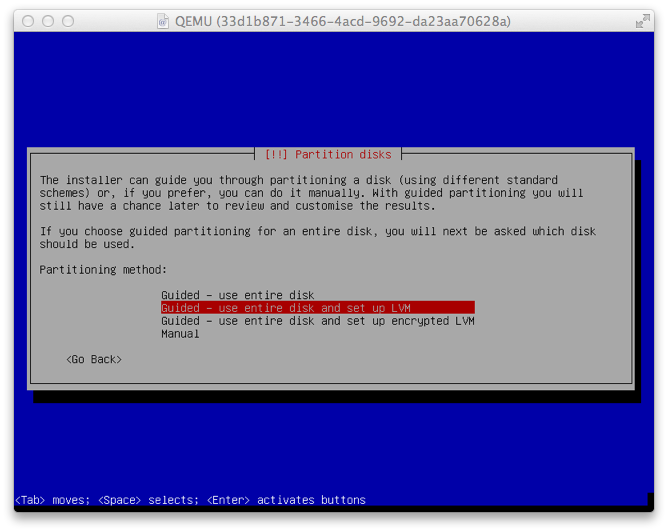 QEMU (33d1b871-3466-4acd-9692-da23aa70628a)
[!!] Partition disks
The installer can guide you through partitioning a disk (using different standard
schemes) or, if you prefer, you can do it manually. With guided partitioning you will
still have a chance later to review and customise the results.
If you choose guided partitioning for an entire disk, you will next be asked which disk
should be used.
Partitioning method:
Guided - use entire disk
Guided - use entire disk and set up LVM
Guided - use entire disk and set up encrypted LVM
Manual
<Go Back>
<Tab> moves; <Space> selects; <Enter> activates buttons